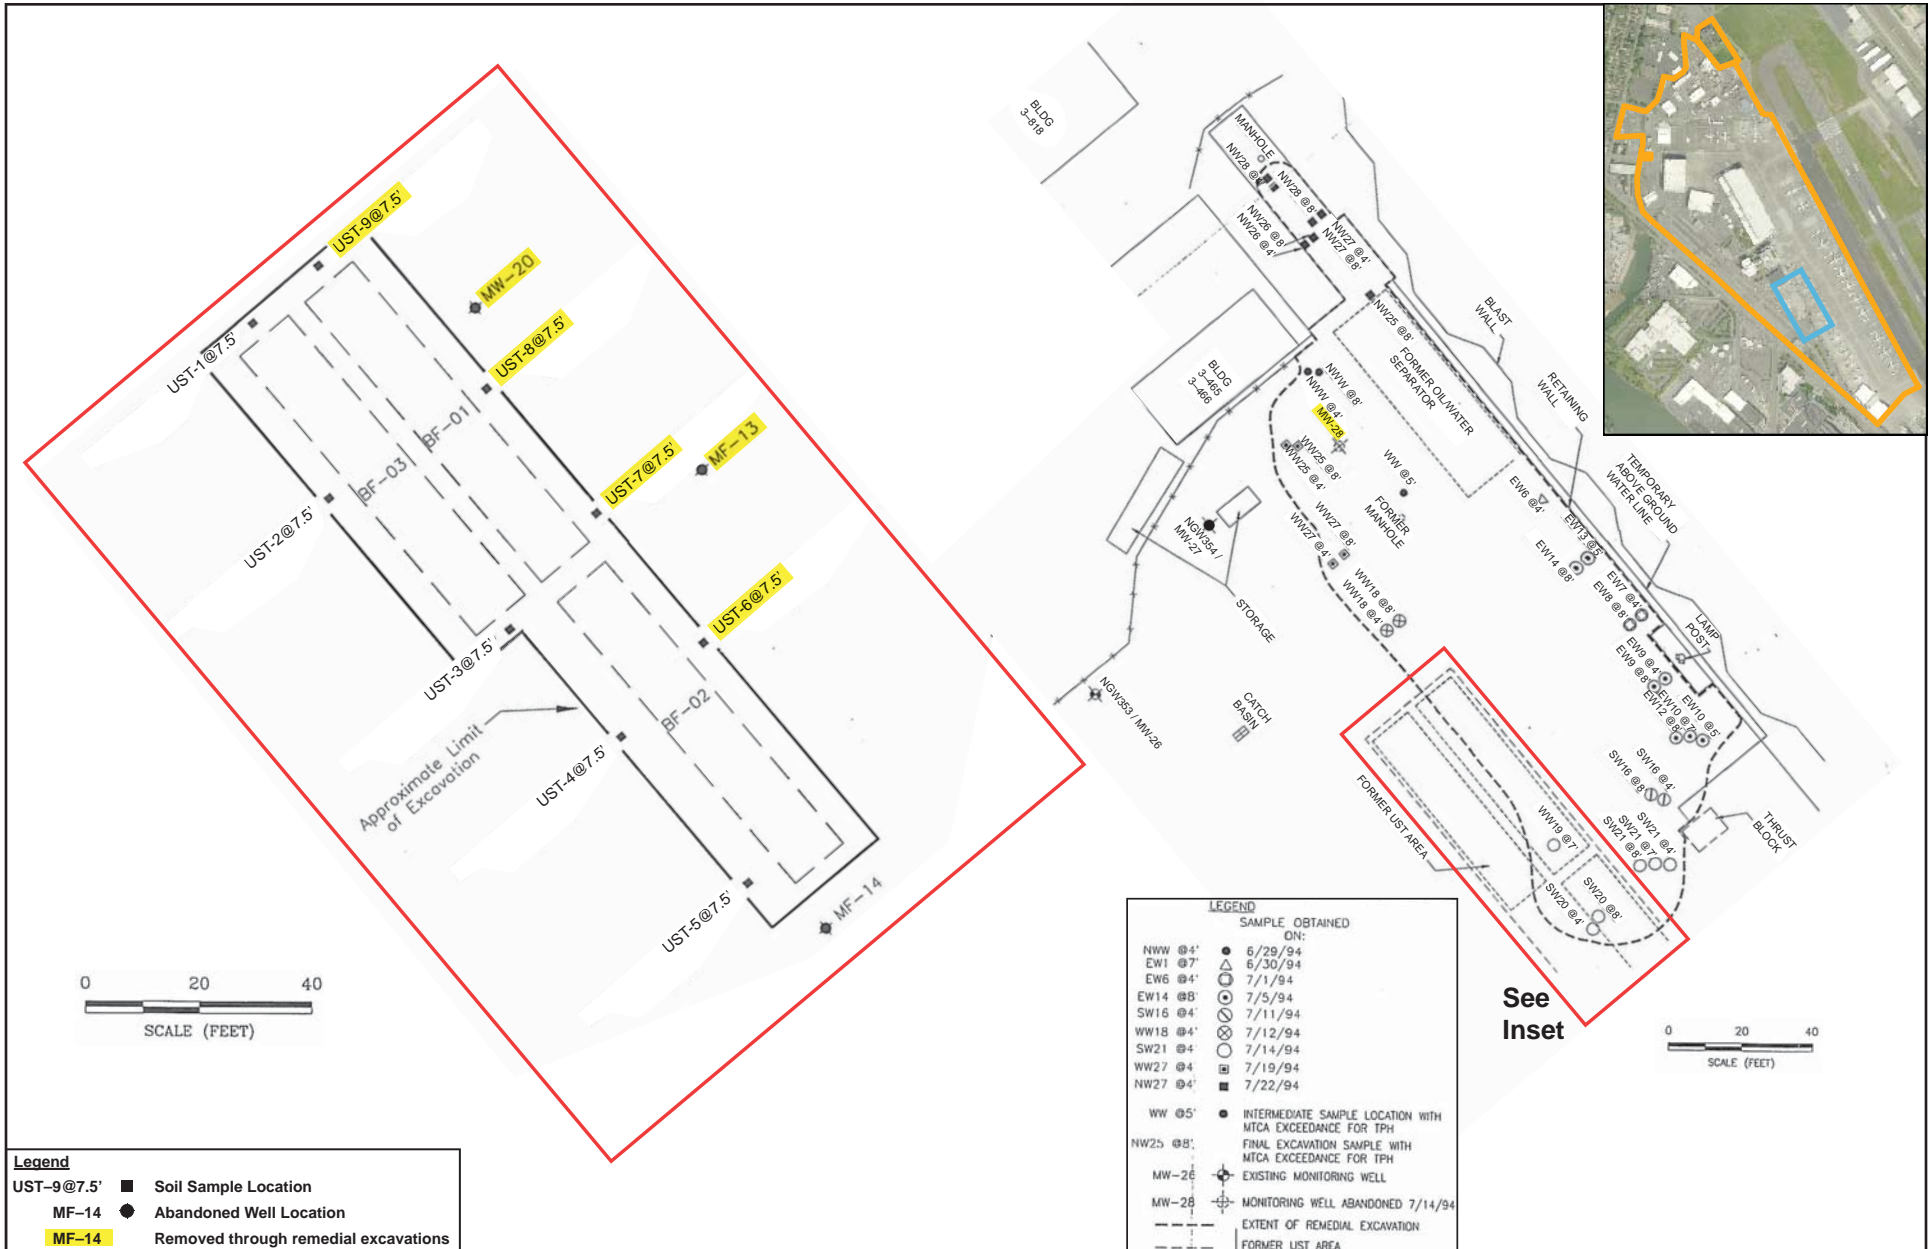 UST-9@7.5'
MW-20
UST-8@7.5'
UST-1@7.5'
BF-01
BF-03
MF-13
UST-7@7.5'
UST-2@7.5'
UST-6@7.5'
UST-3@7.5'
BF-02
Approximate Limit
of Excavation
UST-4@7.5'
UST-5@7.5'
MF-14
0 20 40
SCALE (FEET)
Legend
UST–9@7.5' Soil Sample Location
MF–14 Abandoned Well Location
MF–14 Removed through remedial excavations
BLDG
3-818
MANHOLE
NW28 @8'
NW26 @8'
NW26 @4'
NW27 @4'
NW27 @8'
NW25 @8'
BLAST
WALL
FORMER OIL/WATER
SEPARATOR
RETAINING
WALL
BLDG
3-465
3-466
NWW @8'
NWW @4'
MW-28
WW25 @8'
WW25 @4'
WW @5'
FORMER
MANHOLE
TEMPORARY
ABOVE GROUND
WATER LINE
EW6 @4'
EW13 @5'
EW14 @8'
NGW354 /
MW-27
WW27 @8'
WW27 @4'
WW18 @8'
WW18 @4'
STORAGE
EW7 @4'
EW8 @8'
LAMP
POST
EW9 @4'
EW9 @8'
EW10 @5'
EW10 @7'
EW12 @8'
NGW353 / MW-26
CATCH
BASIN
SW16 @4'
SW16 @8'
FORMER UST AREA
WW19 @7'
SW21 @4'
SW21 @7'
SW21 @8'
THRUST
BLOCK
SW20 @8'
SW20 @4'
See
Inset
0 20 40
SCALE (FEET)
LEGEND
SAMPLE OBTAINED
ON:
NWW @4' 6/29/94
EW1 @7' 6/30/94
EW6 @4' 7/1/94
EW14 @8' 7/5/94
SW16 @4' 7/11/94
WW18 @4' 7/12/94
SW21 @4' 7/14/94
WW27 @4 7/19/94
NW27 @4' 7/22/94
WW @5' INTERMEDIATE SAMPLE LOCATION WITH
MTCA EXCEEDANCE FOR TPH
NW25 @8' FINAL EXCAVATION SAMPLE WITH
MTCA EXCEEDANCE FOR TPH
MW-26 EXISTING MONITORING WELL
MW-28 MONITORING WELL ABANDONED 7/14/94
EXTENT OF REMEDIAL EXCAVATION
FORMER UST AREA